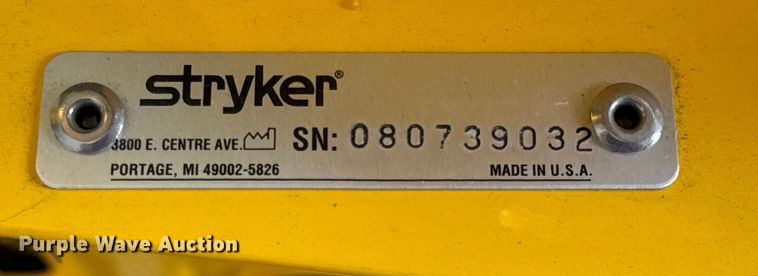 stryker®
3800 E. CENTRE AVE. SN: 080739032
PORTAGE, MI 49002-5826 MADE IN U.S.A.
Purple Wave Auction